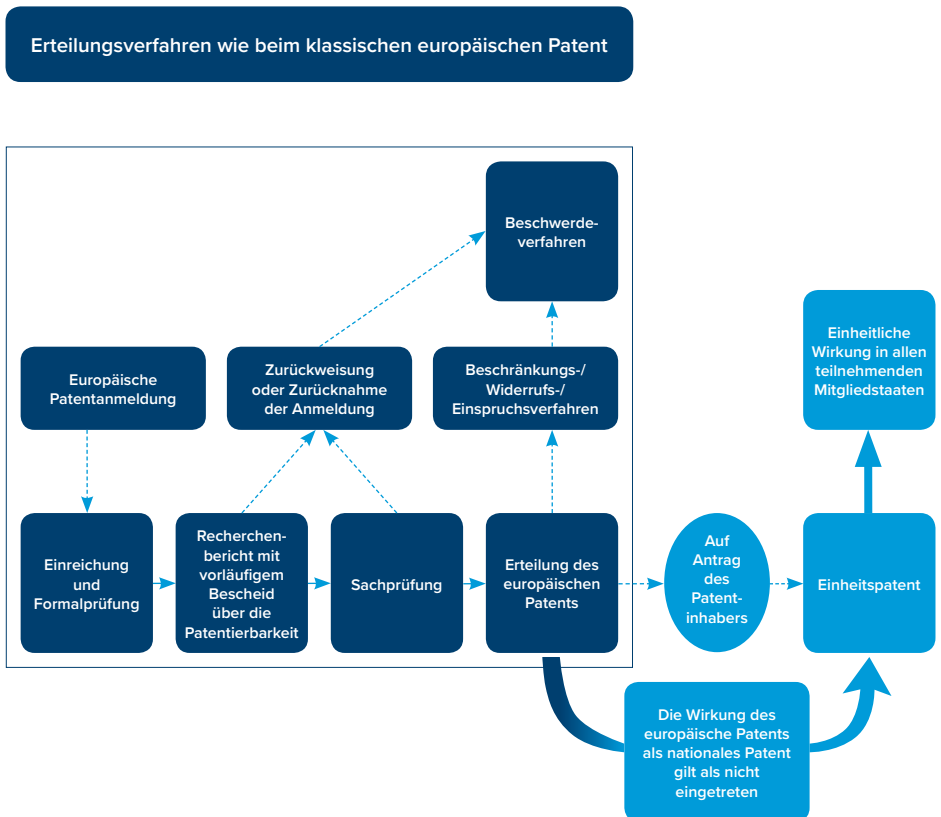 Erteilungsverfahren wie beim klassischen europäischen Patent
Beschwerde-
verfahren
Europäische
Patentanmeldung
Zurückweisung
oder Zurücknahme
der Anmeldung
Beschränkungs-/
Widerrufs-/
Einspruchsverfahren
Einheitliche
Wirkung in allen
teilnehmenden
Mitgliedstaaten
Einreichung
und
Formalprüfung
Recherchen-
bericht mit
vorläufigem
Bescheid
über die
Patentierbarkeit
Sachprüfung
Erteilung des
europäischen
Patents
Auf
Antrag
des
Patent-
inhabers
Einheitspatent
Die Wirkung des
europäische Patents
als nationales Patent
gilt als nicht
eingetreten